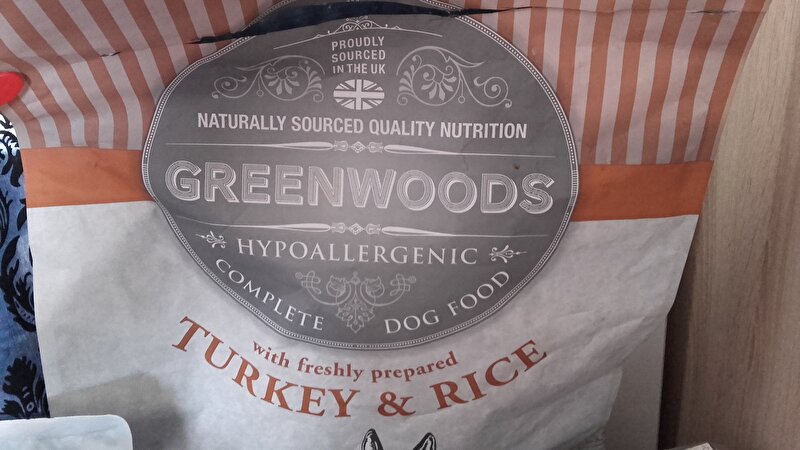 PROUDLY
SOURCED
IN THE UK
NATURALLY SOURCED QUALITY NUTRITION
GREENWOODS
HYPOALLERGENIC
COMPLETE DOG FOOD
with freshly prepared
TURKEY & RICE